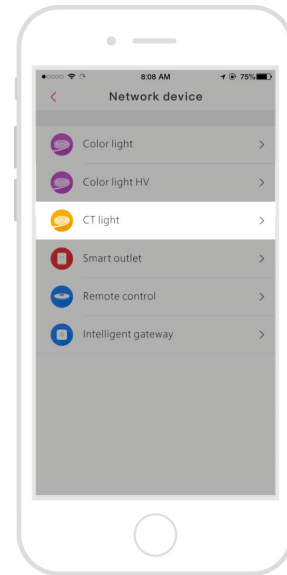 8:08 AM
75%
Network device
Color light
Color light HV
CT light
Smart outlet
Remote control
Intelligent gateway